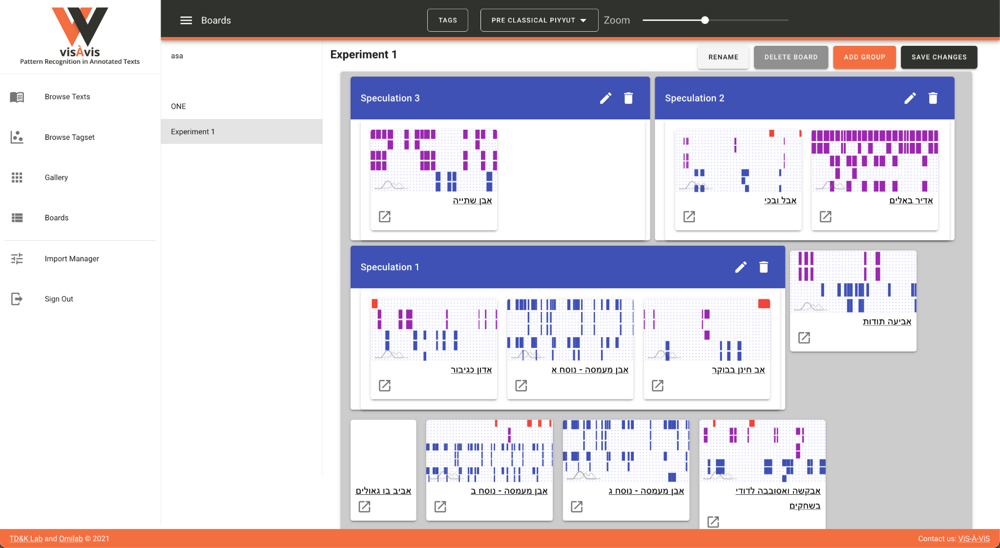 visÀvis
Pattern Recognition in Annotated Texts
Browse Texts
Browse Tagset
Gallery
Boards
Import Manager
Sign Out
Boards
TAGS
PRE CLASSICAL PIYYUT
Zoom
asa
ONE
Experiment 1
Experiment 1
RENAME
DELETE BOARD
ADD GROUP
SAVE CHANGES
Speculation 3
אבן שתייה
Speculation 2
אבל ובכי
אדיר באלים
Speculation 1
אדון כגיבור
אבן מעמסה - נוסח א
אב חינן בבוקר
אביעה תודות
אביב בו גאולים
אבן מעמסה - נוסח ב
אבן מעמסה - נוסח ג
אבקשה ואסובבה לדודי
בשחקים
TD&K Lab and Omilab © 2021
Contact us: ViS-À-ViS